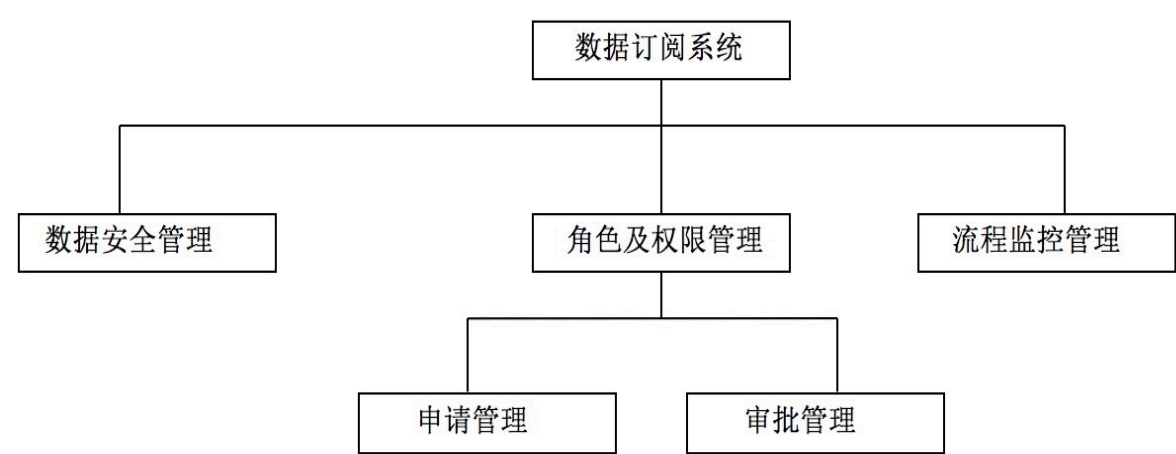 数据订阅系统
数据安全管理
角色及权限管理
流程监控管理
申请管理
审批管理